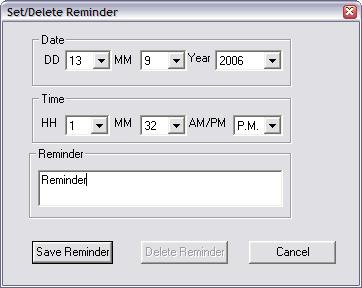 Set/Delete Reminder
Date
DD 13 MM 9 Year 2006
Time
HH 1 MM 32 AM/PM P.M.
Reminder
Reminder
Save Reminder Delete Reminder Cancel